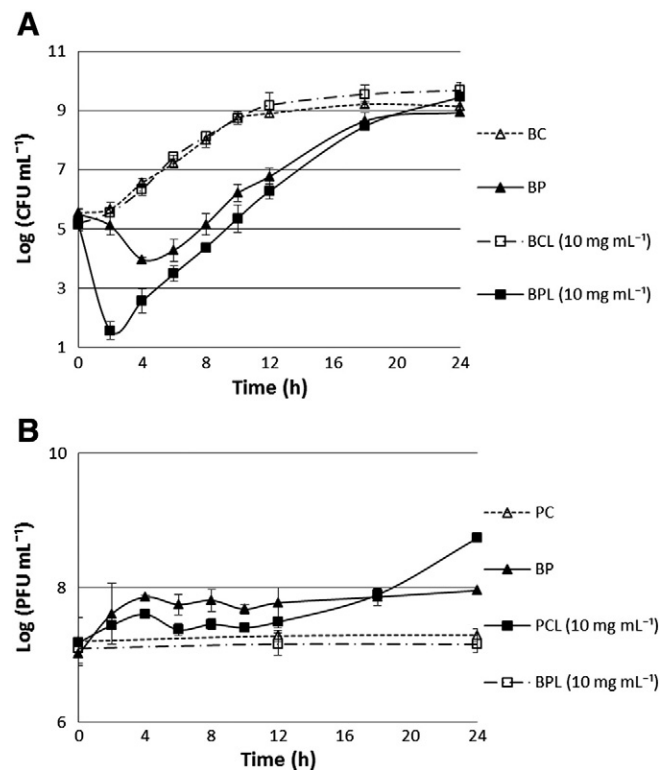 A
11
9
7
5
3
1
Log (CFU mL⁻¹)
0 4 8 12 16 20 24
Time (h)
BC
BP
BCL (10 mg mL⁻¹)
BPL (10 mg mL⁻¹)
B
10
8
6
Log (PFU mL⁻¹)
0 4 8 12 16 20 24
Time (h)
PC
BP
PCL (10 mg mL⁻¹)
BPL (10 mg mL⁻¹)